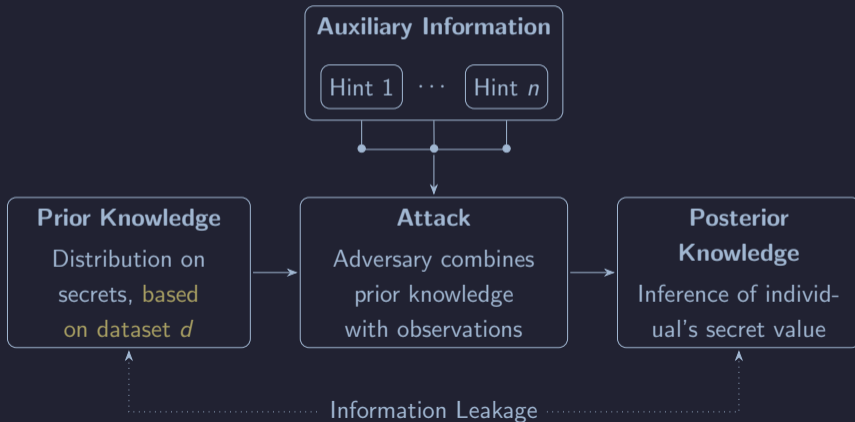 Auxiliary Information
Hint 1 ··· Hint n
Prior Knowledge
Distribution on
secrets, based
on dataset d
Attack
Adversary combines
prior knowledge
with observations
Posterior
Knowledge
Inference of individ-
ual's secret value
Information Leakage